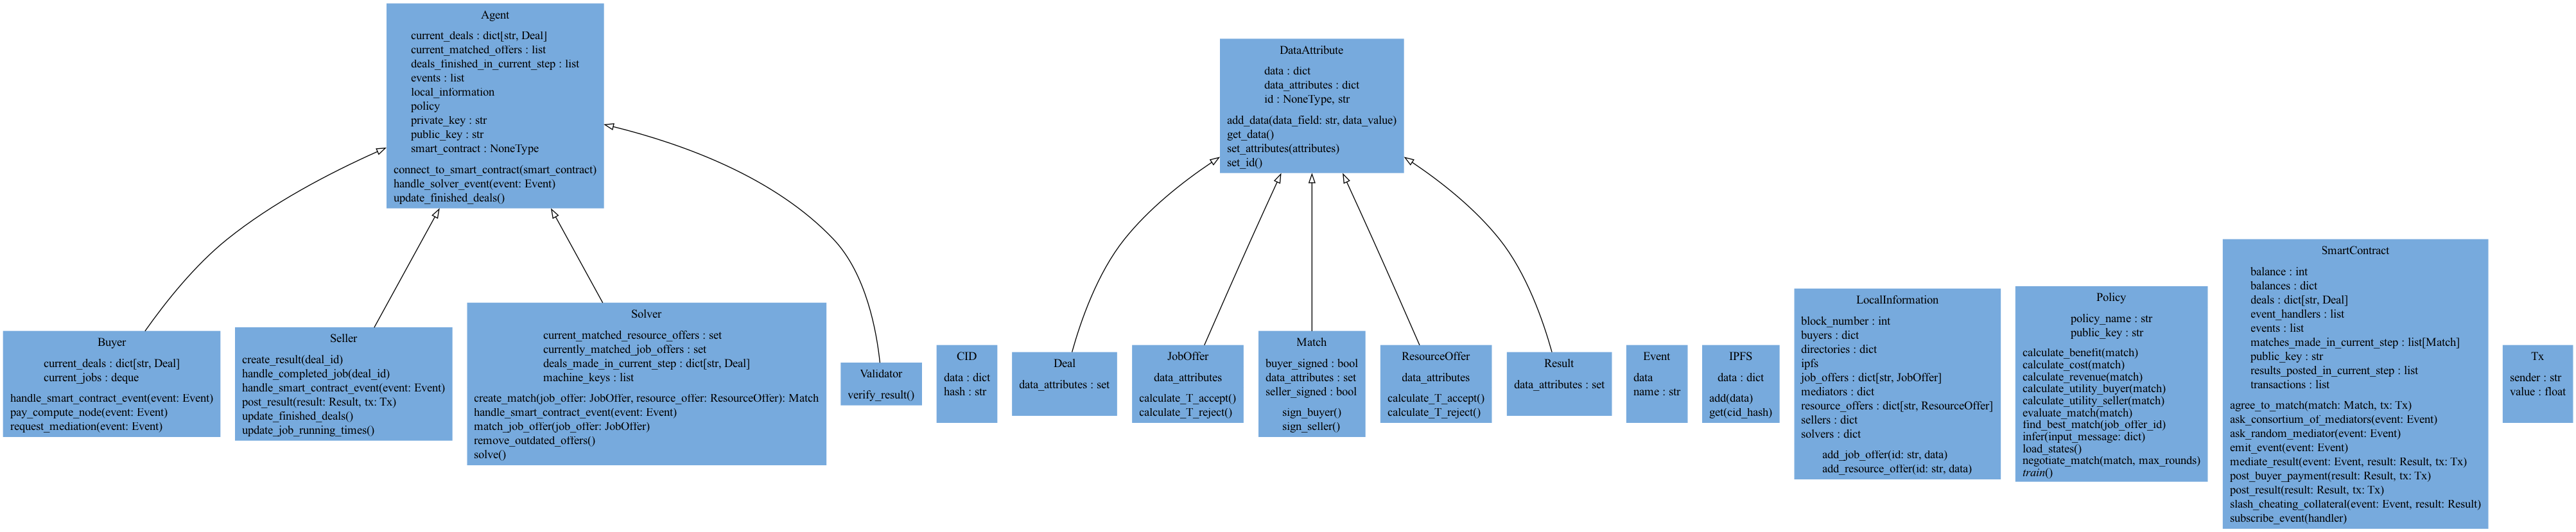 Agent
current_deals : dict[str, Deal]
current_matched_offers : list
deals_finished_in_current_step : list
events : list
local_information
policy
private_key : str
public_key : str
smart_contract : NoneType
connect_to_smart_contract(smart_contract)
handle_solver_event(event: Event)
update_finished_deals()
DataAttribute
data : dict
data_attributes : dict
id : NoneType, str
add_data(data_field: str, data_value)
get_data()
set_attributes(attributes)
set_id()
Buyer
current_deals : dict[str, Deal]
current_jobs : deque
handle_smart_contract_event(event: Event)
pay_compute_node(event: Event)
request_mediation(event: Event)
Seller
create_result(deal_id)
handle_completed_job(deal_id)
handle_smart_contract_event(event: Event)
post_result(result: Result, tx: Tx)
update_finished_deals()
update_job_running_times()
Solver
current_matched_resource_offers : set
currently_matched_job_offers : set
deals_made_in_current_step : dict[str, Deal]
machine_keys : list
create_match(job_offer: JobOffer, resource_offer: ResourceOffer): Match
handle_smart_contract_event(event: Event)
match_job_offer(job_offer: JobOffer)
remove_outdated_offers()
solve()
Validator
verify_result()
CID
data : dict
hash : str
Deal
data_attributes : set
JobOffer
data_attributes
calculate_T_accept()
calculate_T_reject()
Match
buyer_signed : bool
data_attributes : set
seller_signed : bool
sign_buyer()
sign_seller()
ResourceOffer
data_attributes
calculate_T_accept()
calculate_T_reject()
Result
data_attributes : set
Event
data
name : str
IPFS
data : dict
add(data)
get(cid_hash)
LocalInformation
block_number : int
buyers : dict
directories : dict
ipfs
job_offers : dict[str, JobOffer]
mediators : dict
resource_offers : dict[str, ResourceOffer]
sellers : dict
solvers : dict
add_job_offer(id: str, data)
add_resource_offer(id: str, data)
Policy
policy_name : str
public_key : str
calculate_benefit(match)
calculate_cost(match)
calculate_revenue(match)
calculate_utility_buyer(match)
calculate_utility_seller(match)
evaluate_match(match)
find_best_match(job_offer_id)
infer(input_message: dict)
load_states()
negotiate_match(match, max_rounds)
train()
SmartContract
balance : int
balances : dict
deals : dict[str, Deal]
event_handlers : list
events : list
matches_made_in_current_step : list[Match]
public_key : str
results_posted_in_current_step : list
transactions : list
agree_to_match(match: Match, tx: Tx)
ask_consortium_of_mediators(event: Event)
ask_random_mediator(event: Event)
emit_event(event: Event)
mediate_result(event: Event, result: Result, tx: Tx)
post_buyer_payment(result: Result, tx: Tx)
post_result(result: Result, tx: Tx)
slash_cheating_collateral(event: Event, result: Result)
subscribe_event(handler)
Tx
sender : str
value : float